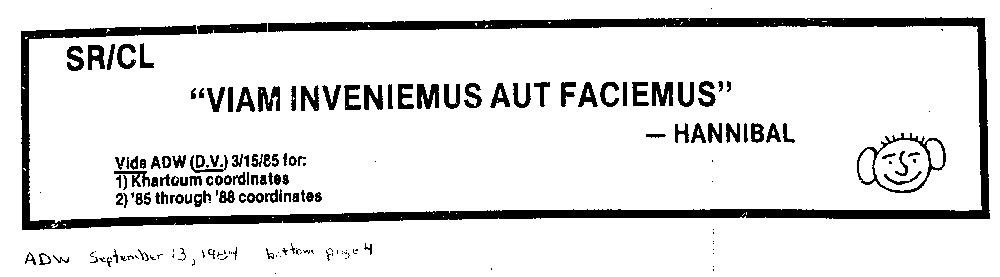 SR/CL
“VIAM INVENIEMUS AUT FACIEMUS”
— HANNIBAL
Vide ADW (D.V.) 3/15/85 for:
1) Khartoum coordinates
2) '85 through '88 coordinates
ADW September 13, 1984 bottom page 4